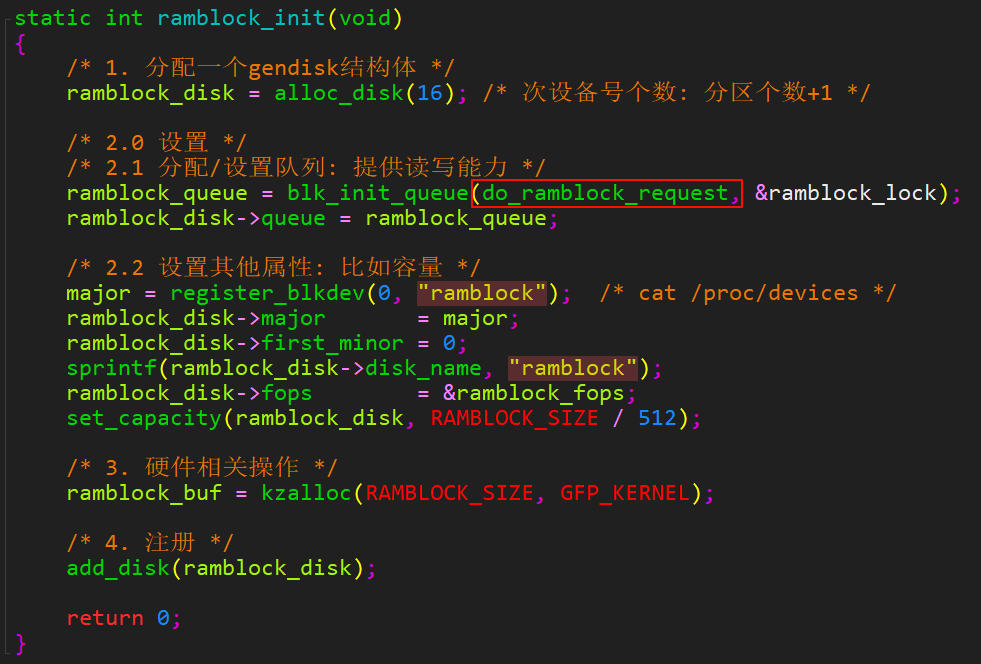 static int ramblock_init(void)
{
/* 1. 分配一个gendisk结构体 */
ramblock_disk = alloc_disk(16); /* 次设备号个数: 分区个数+1 */
/* 2.0 设置 */
/* 2.1 分配/设置队列: 提供读写能力 */
ramblock_queue = blk_init_queue(do_ramblock_request, &ramblock_lock);
ramblock_disk->queue = ramblock_queue;
/* 2.2 设置其他属性: 比如容量 */
major = register_blkdev(0, "ramblock"); /* cat /proc/devices */
ramblock_disk->major = major;
ramblock_disk->first_minor = 0;
sprintf(ramblock_disk->disk_name, "ramblock");
ramblock_disk->fops = &ramblock_fops;
set_capacity(ramblock_disk, RAMBLOCK_SIZE / 512);
/* 3. 硬件相关操作 */
ramblock_buf = kzalloc(RAMBLOCK_SIZE, GFP_KERNEL);
/* 4. 注册 */
add_disk(ramblock_disk);
return 0;
}